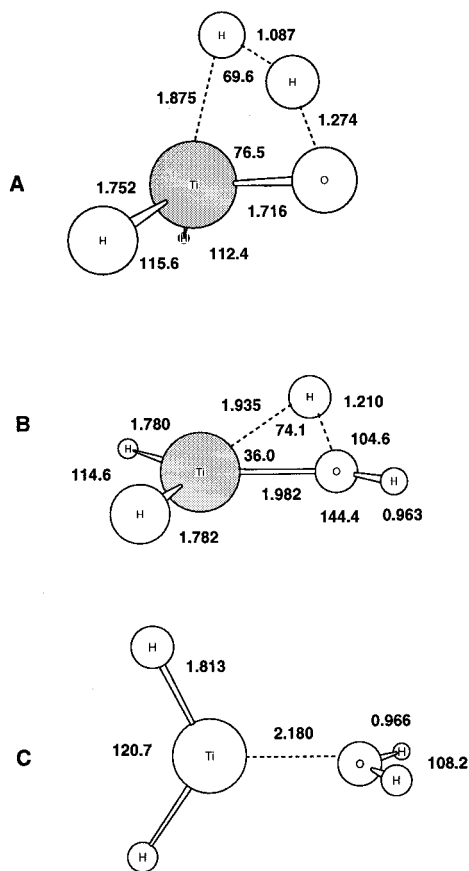 H 1.087
H
69.6
1.875
1.274
76.5
A
1.752 Ti O
1.716
H H
115.6 112.4
1.935 H 1.210
B
1.780 74.1
H 36.0 104.6
114.6 Ti O H
1.982
H 144.4 0.963
1.782
H
1.813
2.180 0.966
120.7 Ti H
C O 108.2
H
H